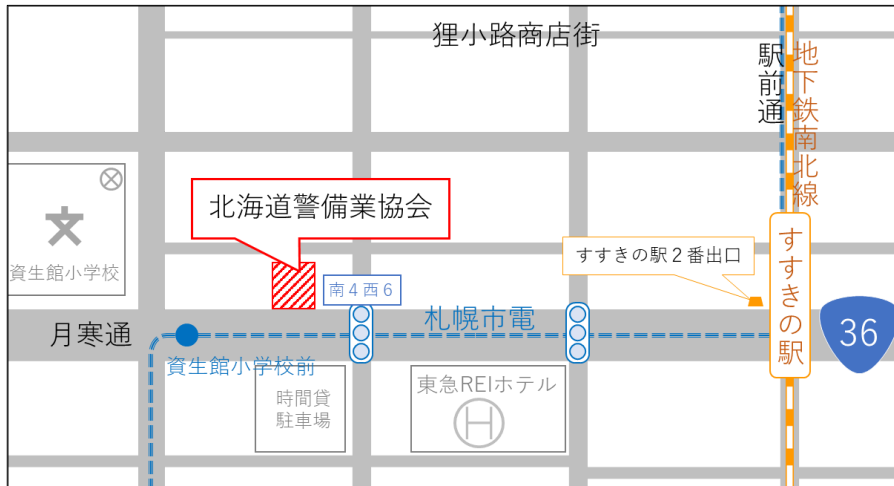 狸小路商店街
駅前通
地下鉄南北線
北海道警備業協会
資生館小学校
すすきの駅２番出口
すすきの駅
南4西6
札幌市電
月寒通
36
資生館小学校前
時間貸
駐車場
東急REIホテル
H